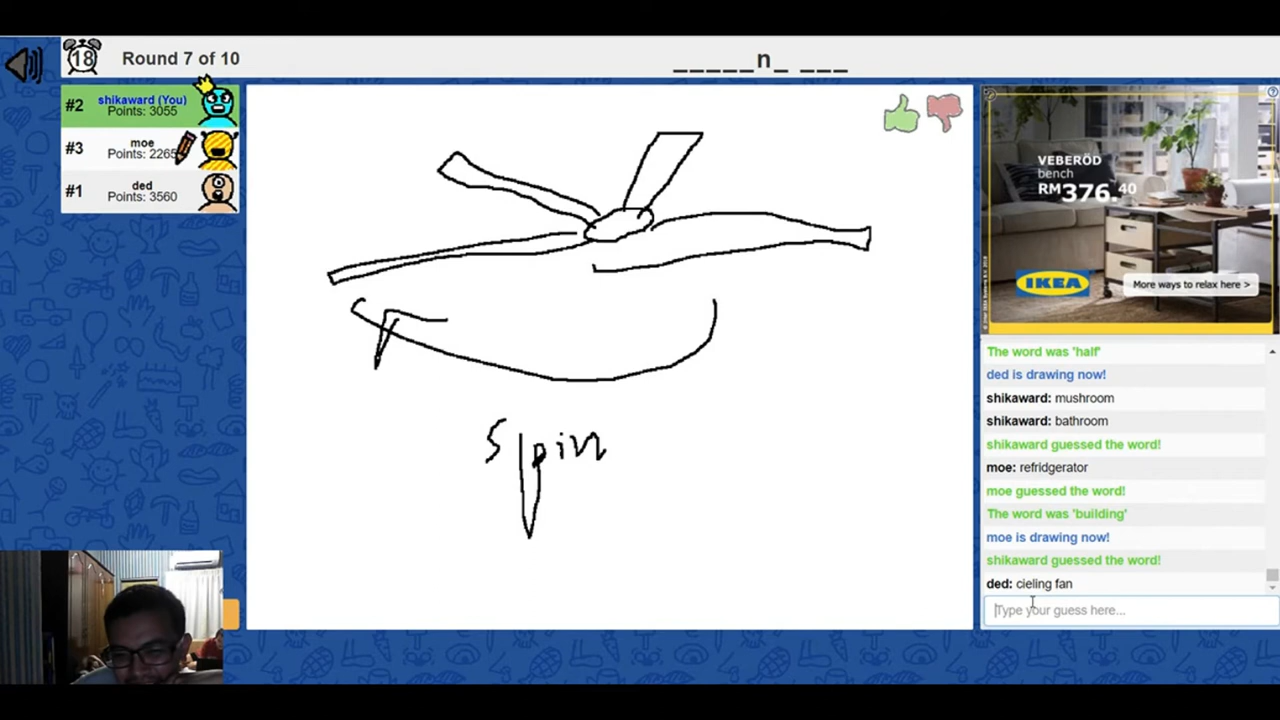 18
Round 7 of 10
_____n_ ___
#2
shikaward (You)
Points: 3055
#3
moe
Points: 2265
#1
ded
Points: 3560
spin
VEBERÖD
bench
RM376.40
IKEA
More ways to relax here >
The word was 'half'
ded is drawing now!
shikaward: mushroom
shikaward: bathroom
shikaward guessed the word!
moe: refridgerator
moe guessed the word!
The word was 'building'
moe is drawing now!
shikaward guessed the word!
ded: cieling fan
Type your guess here...